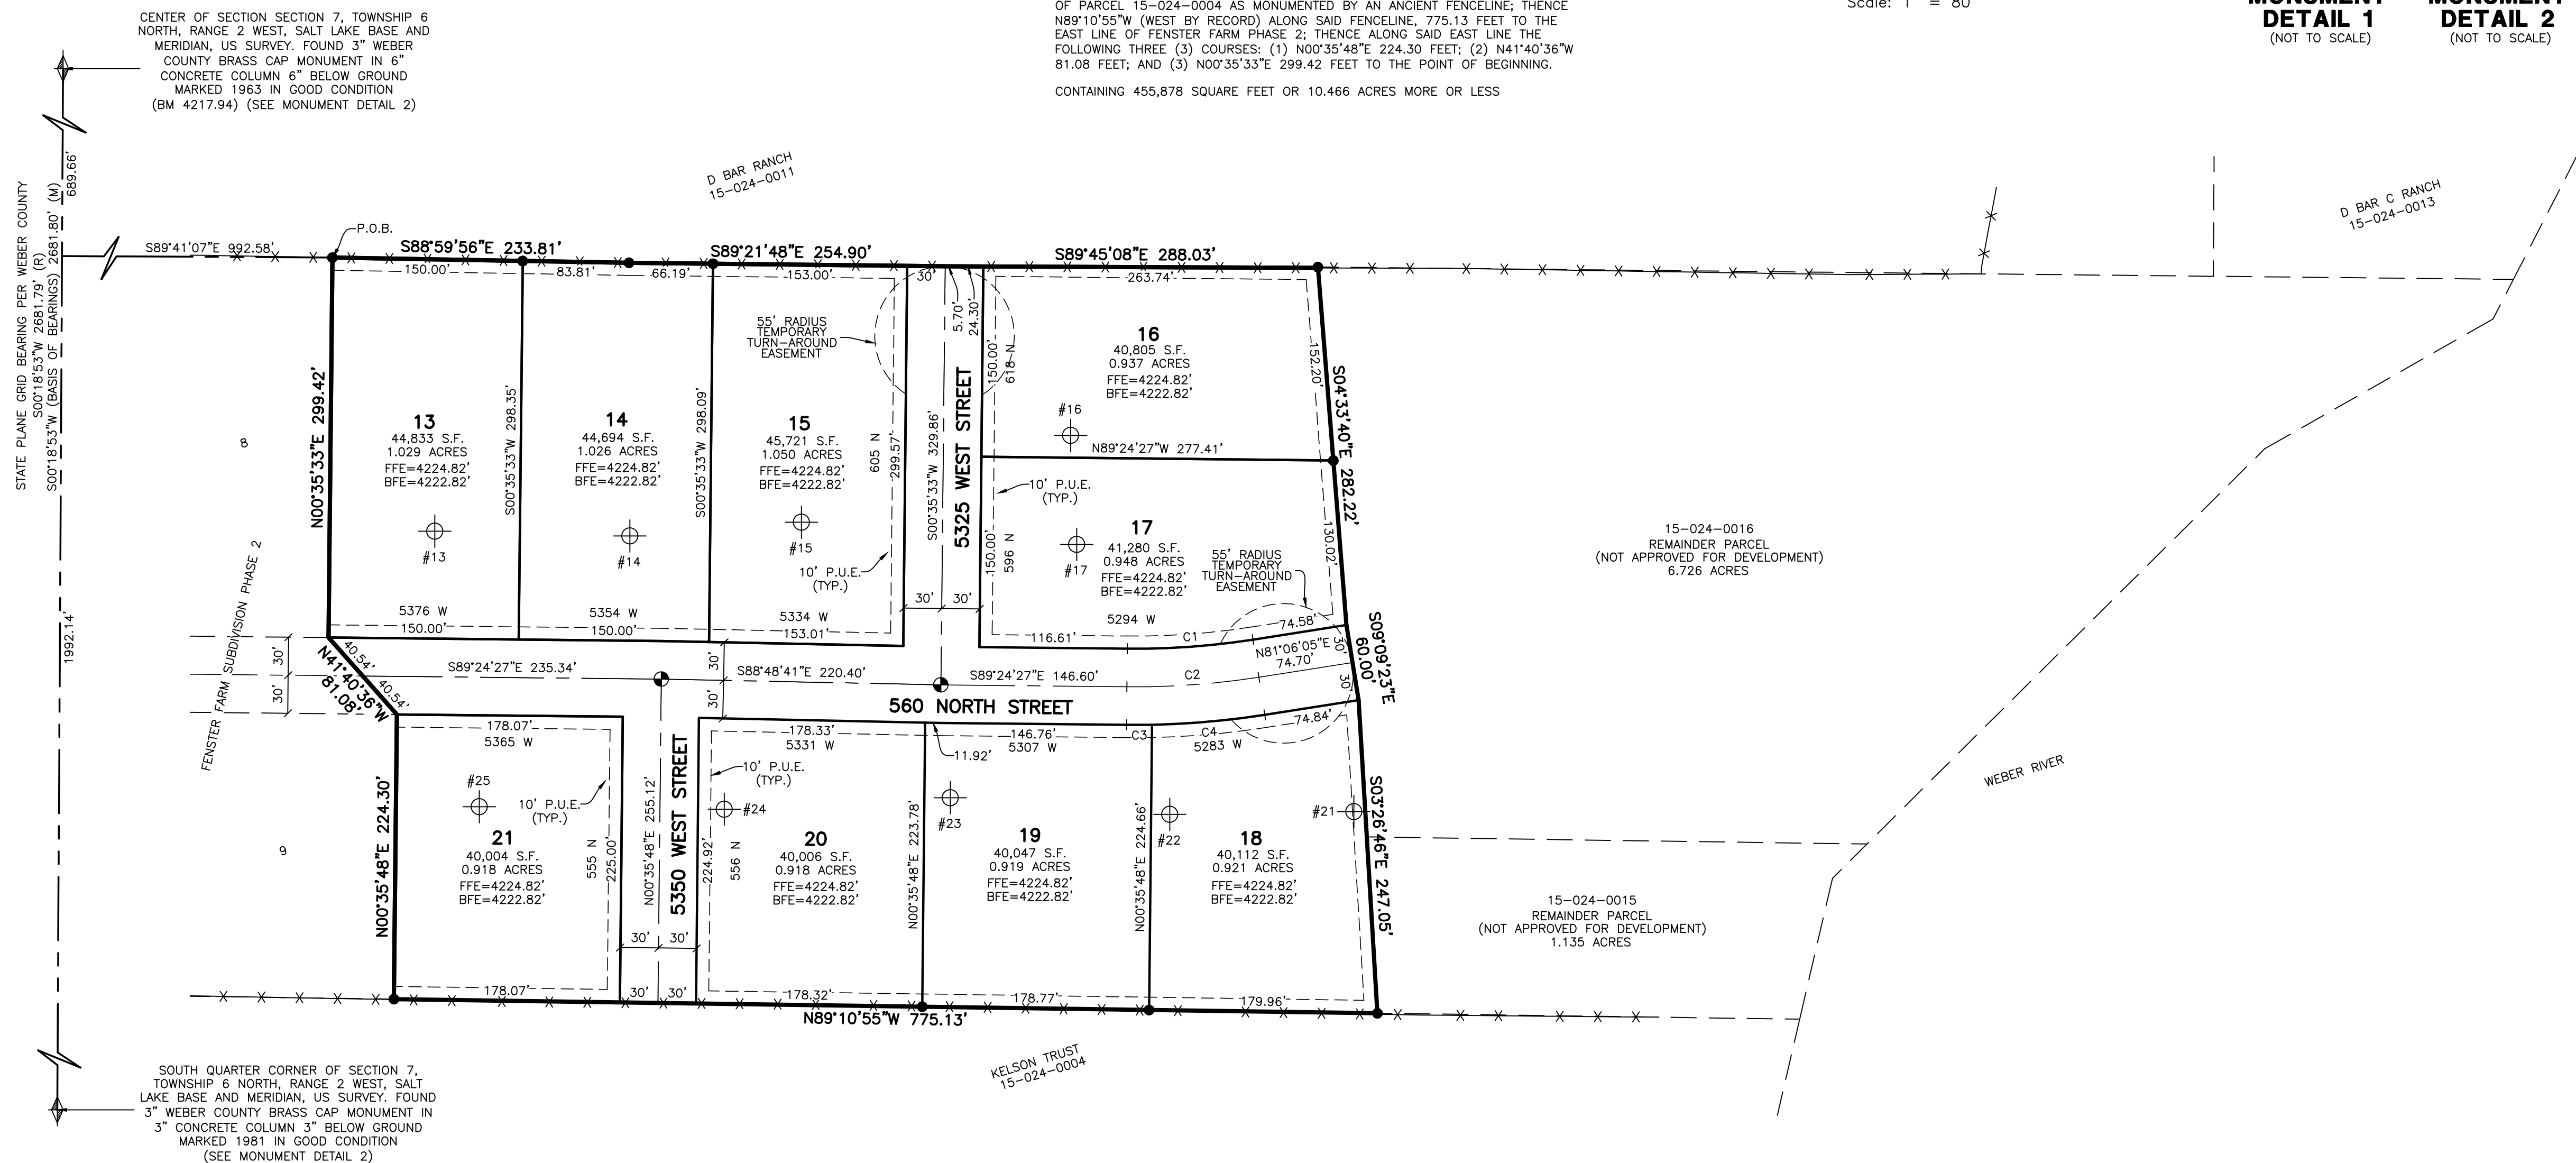 OF PARCEL 15-024-0004 AS MONUMENTED BY AN ANCIENT FENCELINE; THENCE
N89°10'55"W (WEST BY RECORD) ALONG SAID FENCELINE, 775.13 FEET TO THE
EAST LINE OF FENSTER FARM PHASE 2; THENCE ALONG SAID EAST LINE THE
FOLLOWING THREE (3) COURSES: (1) N00°35'48"E 224.30 FEET; (2) N41°40'36"W
81.08 FEET; AND (3) N00°35'33"E 299.42 FEET TO THE POINT OF BEGINNING.
CONTAINING 455,878 SQUARE FEET OR 10.466 ACRES MORE OR LESS
DETAIL 1
(NOT TO SCALE)
DETAIL 2
(NOT TO SCALE)
CENTER OF SECTION SECTION 7, TOWNSHIP 6
NORTH, RANGE 2 WEST, SALT LAKE BASE AND
MERIDIAN, US SURVEY. FOUND 3" WEBER
COUNTY BRASS CAP MONUMENT IN 6"
CONCRETE COLUMN 6" BELOW GROUND
MARKED 1963 IN GOOD CONDITION
(BM 4217.94) (SEE MONUMENT DETAIL 2)
STATE PLANE GRID BEARING PER WEBER COUNTY
S00°18'53"W 2681.79' (R)
S00°18'53"W (BASIS OF BEARINGS) 2681.80' (M)
689.66'
1992.14'
D BAR RANCH
15-024-0011
D BAR C RANCH
15-024-0013
S89°41'07"E 992.58'
P.O.B.
S88°59'56"E 233.81'
S89°21'48"E 254.90'
S89°45'08"E 288.03'
150.00'
83.81'
66.19'
153.00'
30'
5.70'
24.30'
263.74'
N00°35'33"E 299.42'
13
44,833 S.F.
1.029 ACRES
FFE=4224.82'
BFE=4222.82'
#13
5376 W
150.00'
S00°35'33"W 298.35'
14
44,694 S.F.
1.026 ACRES
FFE=4224.82'
BFE=4222.82'
#14
5354 W
150.00'
S00°35'33"W 298.09'
55' RADIUS
TEMPORARY
TURN-AROUND
EASEMENT
15
45,721 S.F.
1.050 ACRES
FFE=4224.82'
BFE=4222.82'
#15
10' P.U.E.
(TYP.)
5334 W
153.01'
605 N
299.57'
S00°35'33"W 329.86'
5325 WEST STREET
30'
30'
150.00'
618 N
16
40,805 S.F.
0.937 ACRES
FFE=4224.82'
BFE=4222.82'
#16
152.20'
S04°33'40"E 282.22'
N89°24'27"W 277.41'
10' P.U.E.
(TYP.)
150.00'
596 N
17
41,280 S.F.
0.948 ACRES
FFE=4224.82'
BFE=4222.82'
#17
55' RADIUS
TEMPORARY
TURN-AROUND
EASEMENT
130.02'
5294 W
116.61'
C1
74.58'
30'
N81°06'05"E
74.70'
30'
S09°09'23"E
60.00'
15-024-0016
REMAINDER PARCEL
(NOT APPROVED FOR DEVELOPMENT)
6.726 ACRES
8
FENSTER FARM SUBDIVISION PHASE 2
9
30'
30'
40.54'
40.54'
N41°40'36"W
81.08'
S89°24'27"E 235.34'
30'
30'
S88°48'41"E 220.40'
S89°24'27"E 146.60'
C2
560 NORTH STREET
178.07'
5365 W
178.33'
5331 W
11.92'
146.76'
5307 W
C3
C4
5283 W
74.84'
N00°35'48"E 224.30'
#25
10' P.U.E.
(TYP.)
21
40,004 S.F.
0.918 ACRES
FFE=4224.82'
BFE=4222.82'
555 N
225.00'
178.07'
N00°35'48"E 255.12'
5350 WEST STREET
30'
30'
30'
30'
224.92'
556 N
10' P.U.E.
(TYP.)
#24
20
40,006 S.F.
0.918 ACRES
FFE=4224.82'
BFE=4222.82'
178.32'
N00°35'48"E 223.78'
#23
19
40,047 S.F.
0.919 ACRES
FFE=4224.82'
BFE=4222.82'
178.77'
N00°35'48"E 224.66'
#22
18
40,112 S.F.
0.921 ACRES
FFE=4224.82'
BFE=4222.82'
#21
179.96'
S03°26'46"E 247.05'
15-024-0015
REMAINDER PARCEL
(NOT APPROVED FOR DEVELOPMENT)
1.135 ACRES
WEBER RIVER
N89°10'55"W 775.13'
KELSON TRUST
15-024-0004
SOUTH QUARTER CORNER OF SECTION 7,
TOWNSHIP 6 NORTH, RANGE 2 WEST, SALT
LAKE BASE AND MERIDIAN, US SURVEY. FOUND
3" WEBER COUNTY BRASS CAP MONUMENT IN
3" CONCRETE COLUMN 3" BELOW GROUND
MARKED 1981 IN GOOD CONDITION
(SEE MONUMENT DETAIL 2)